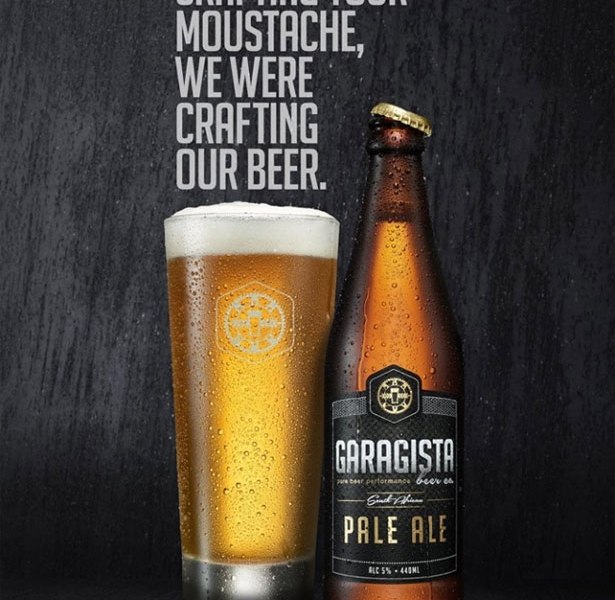 MOUSTACHE,
WE WERE
CRAFTING
OUR BEER.
GARAGISTA
pure beer performance beer co.
South African
PALE ALE
ALC 5% • 440ML